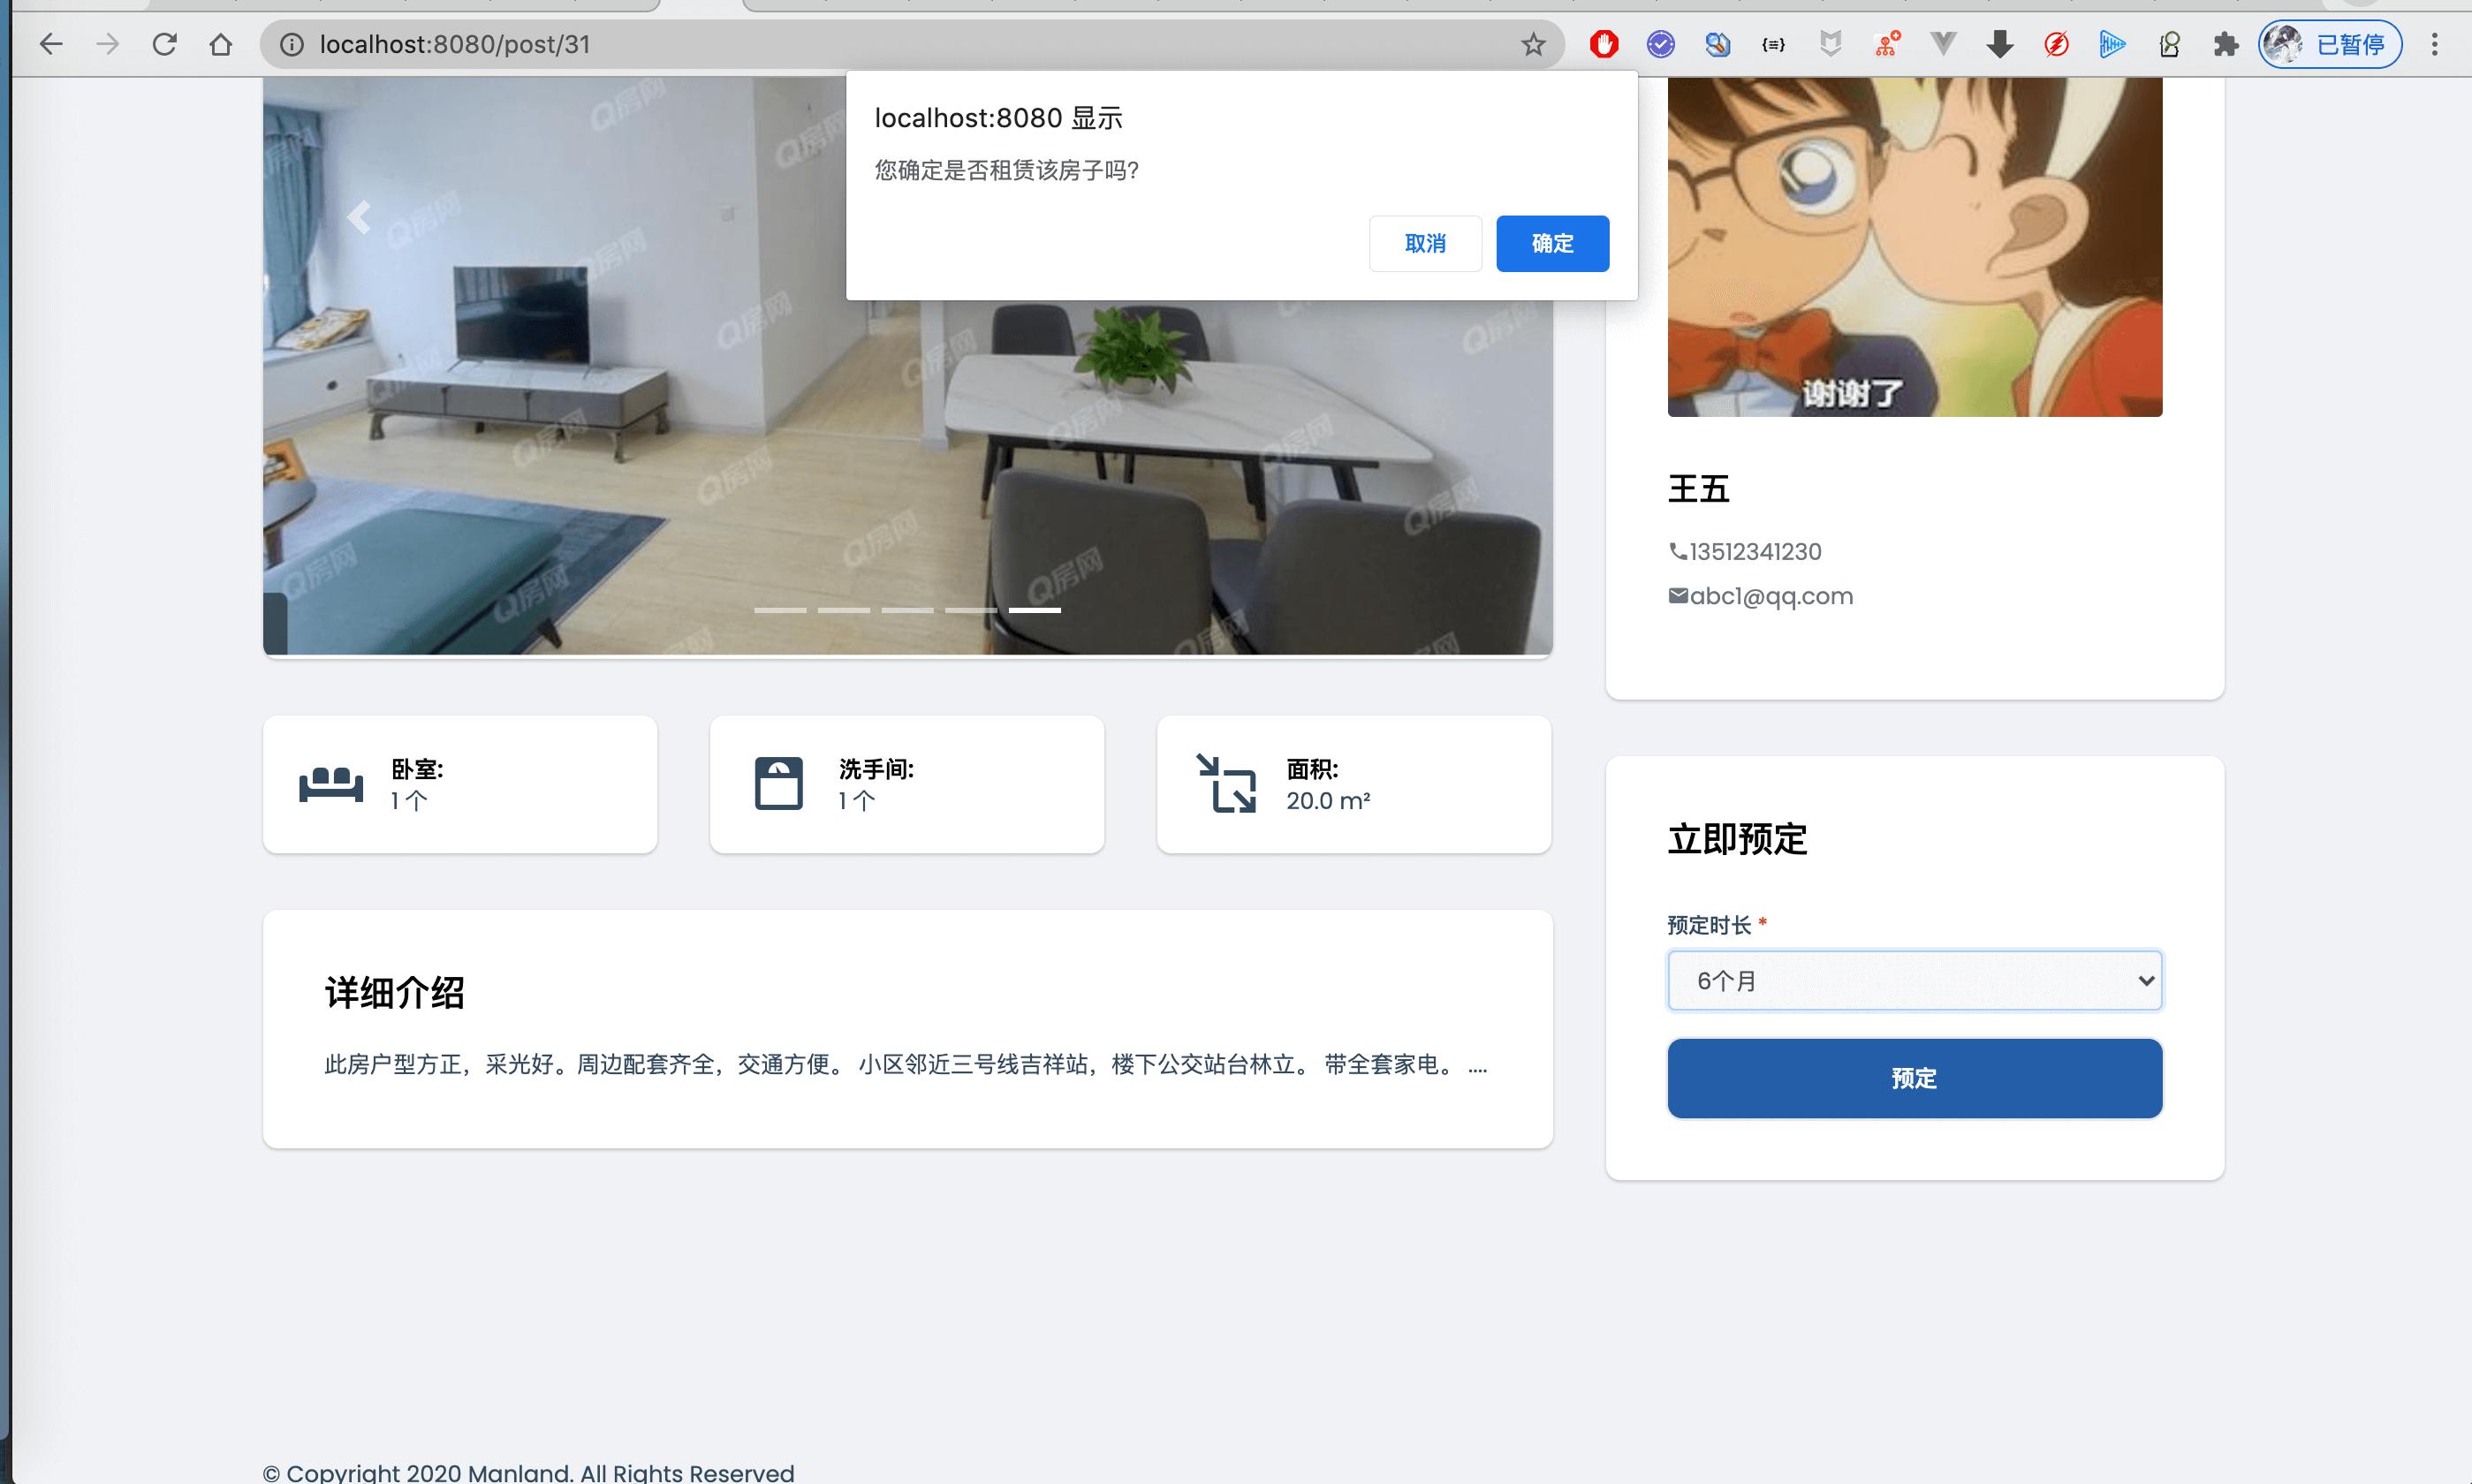 localhost:8080/post/31
已暂停
localhost:8080 显示
您确定是否租赁该房子吗?
取消
确定
Q房网
谢谢了
王五
13512341230
abc1@qq.com
卧室:
1 个
洗手间:
1 个
面积:
20.0 m²
立即预定
预定时长 *
6个月
预定
详细介绍
此房户型方正，采光好。周边配套齐全，交通方便。 小区邻近三号线吉祥站，楼下公交站台林立。 带全套家电。 ....
© Copyright 2020 Manland. All Rights Reserved